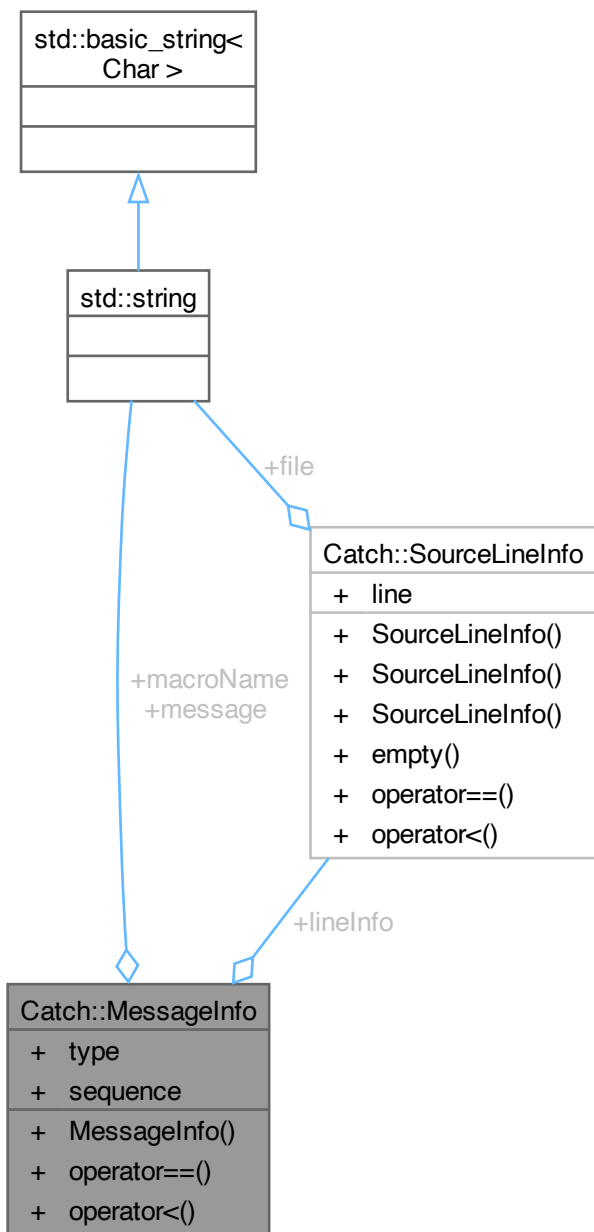 std::basic_string<
Char >
std::string
+file
Catch::SourceLineInfo
+ line
+ SourceLineInfo()
+ SourceLineInfo()
+ SourceLineInfo()
+ empty()
+ operator==()
+ operator<()
+macroName
+message
+lineInfo
Catch::MessageInfo
+ type
+ sequence
+ MessageInfo()
+ operator==()
+ operator<()